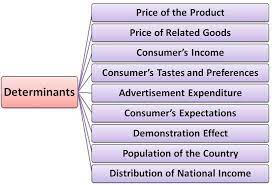 Determinants
Price of the Product
Price of Related Goods
Consumer's Income
Consumer's Tastes and Preferences
Advertisement Expenditure
Consumer's Expectations
Demonstration Effect
Population of the Country
Distribution of National Income